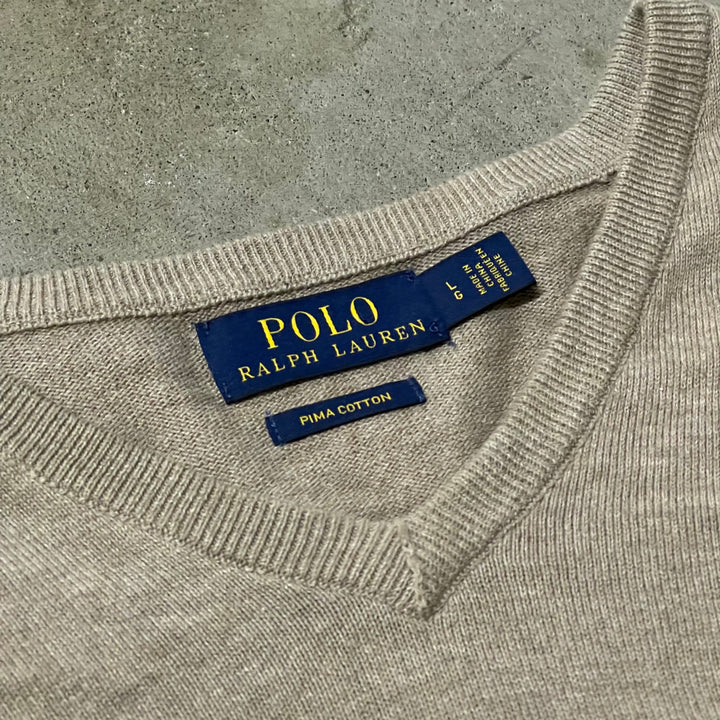 POLO
RALPH LAUREN
L G
MADE IN
CHINA
FABRIQUÉ EN
CHINE
PIMA COTTON